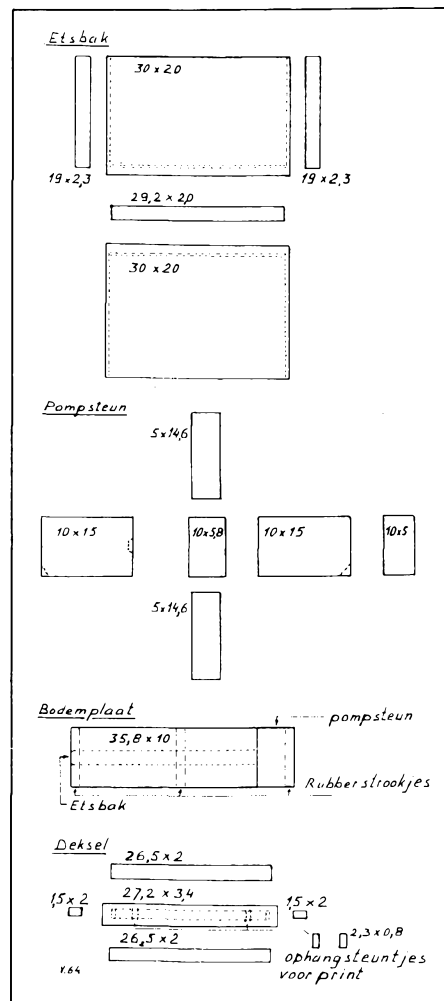 Etsbak
30 x 20
19 x 2,3
19 x 2,3
29,2 x 2,0
30 x 20
Pompsteun
5 x 14,6
10 x 15
10 x 5,8
10 x 15
10 x 5
5 x 14,6
Bodemplaat
pompsteun
35,8 x 10
Rubberstrookjes
Etsbak
Deksel
26,5 x 2
1,5 x 2
27,2 x 3,4
1,5 x 2
26,5 x 2
2,3 x 0,8
ophangsteuntjes
voor print
V.64